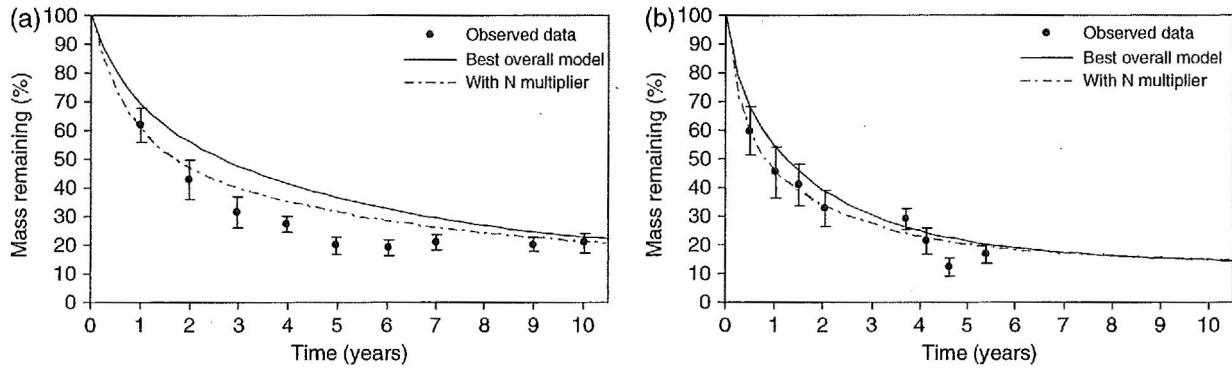 (a)
100
90
80
70
60
50
40
30
20
10
0
Mass remaining (%)
Observed data
Best overall model
With N multiplier
0 1 2 3 4 5 6 7 8 9 10
Time (years)
(b)
100
90
80
70
60
50
40
30
20
10
0
Mass remaining (%)
Observed data
Best overall model
With N multiplier
0 1 2 3 4 5 6 7 8 9 10
Time (years)